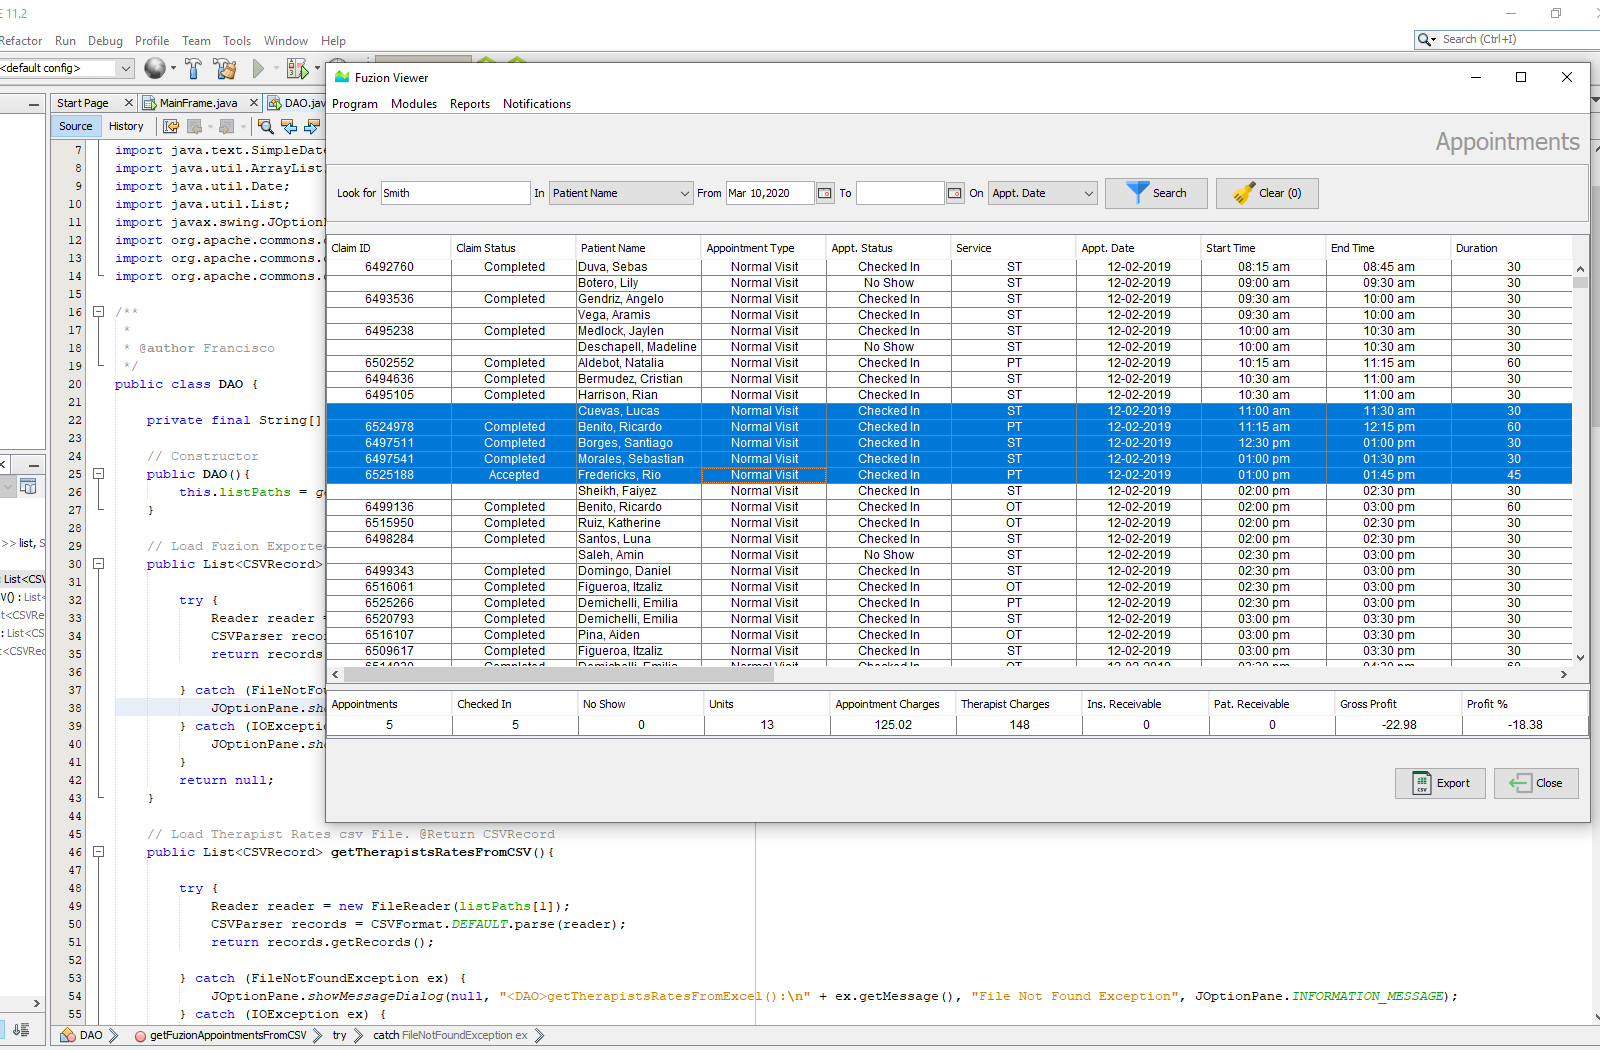 E 11.2
Refactor Run Debug Profile Team Tools Window Help
Search (Ctrl+I)
<default config>
Start Page MainFrame.java DAO.jav
Source History
7 import java.text.SimpleDate
8 import java.util.ArrayList;
9 import java.util.Date;
10 import java.util.List;
11 import javax.swing.JOptionP
12 import org.apache.commons.
13 import org.apache.commons.
14 import org.apache.commons.
15
16 /**
17 *
18 * @author Francisco
19 */
20 public class DAO {
21
22 private final String[]
23
24 // Constructor
25 public DAO(){
26 this.listPaths = ge
27 }
28
29 // Load Fuzion Exported
30 public List<CSVRecord>
31
32 try {
33 Reader reader =
34 CSVParser recor
35 return records
36
37 } catch (FileNotFou
38 JOptionPane.sho
39 } catch (IOExceptio
40 JOptionPane.sho
41 }
42 return null;
43 }
44
45 // Load Therapist Rates csv File. @Return CSVRecord
46 public List<CSVRecord> getTherapistsRatesFromCSV(){
47
48 try {
49 Reader reader = new FileReader(listPaths[1]);
50 CSVParser records = CSVFormat.DEFAULT.parse(reader);
51 return records.getRecords();
52
53 } catch (FileNotFoundException ex) {
54 JOptionPane.showMessageDialog(null, "<DAO>getTherapistsRatesFromExcel():\n" + ex.getMessage(), "File Not Found Exception", JOptionPane.INFORMATION_MESSAGE);
55 } catch (IOException ex) {
>> list, S
: List<CSV
V() : List<
t<CSVRe
: List<CS
<CSVRec
DAO getFuzionAppointmentsFromCSV try catch FileNotFoundException ex
Fuzion Viewer
Program Modules Reports Notifications
Appointments
Look for Smith In Patient Name From Mar 10,2020 To On Appt. Date Search Clear (0)
Claim ID Claim Status Patient Name Appointment Type Appt. Status Service Appt. Date Start Time End Time Duration
6492760 Completed Duva, Sebas Normal Visit Checked In ST 12-02-2019 08:15 am 08:45 am 30
Botero, Lily Normal Visit No Show ST 12-02-2019 09:00 am 09:30 am 30
6493536 Completed Gendriz, Angelo Normal Visit Checked In ST 12-02-2019 09:30 am 10:00 am 30
Vega, Aramis Normal Visit Checked In ST 12-02-2019 09:30 am 10:00 am 30
6495238 Completed Medlock, Jaylen Normal Visit Checked In ST 12-02-2019 10:00 am 10:30 am 30
Deschapell, Madeline Normal Visit No Show ST 12-02-2019 10:00 am 10:30 am 30
6502552 Completed Aldebot, Natalia Normal Visit Checked In PT 12-02-2019 10:15 am 11:15 am 60
6494636 Completed Bermudez, Cristian Normal Visit Checked In ST 12-02-2019 10:30 am 11:00 am 30
6495105 Completed Harrison, Rian Normal Visit Checked In ST 12-02-2019 10:30 am 11:00 am 30
Cuevas, Lucas Normal Visit Checked In ST 12-02-2019 11:00 am 11:30 am 30
6524978 Completed Benito, Ricardo Normal Visit Checked In PT 12-02-2019 11:15 am 12:15 pm 60
6497511 Completed Borges, Santiago Normal Visit Checked In ST 12-02-2019 12:30 pm 01:00 pm 30
6497541 Completed Morales, Sebastian Normal Visit Checked In ST 12-02-2019 01:00 pm 01:30 pm 30
6525188 Accepted Fredericks, Rio Normal Visit Checked In PT 12-02-2019 01:00 pm 01:45 pm 45
Sheikh, Faiyez Normal Visit Checked In ST 12-02-2019 02:00 pm 02:30 pm 30
6499136 Completed Benito, Ricardo Normal Visit Checked In OT 12-02-2019 02:00 pm 03:00 pm 60
6515950 Completed Ruiz, Katherine Normal Visit Checked In OT 12-02-2019 02:00 pm 02:30 pm 30
6498284 Completed Santos, Luna Normal Visit Checked In ST 12-02-2019 02:00 pm 02:30 pm 30
Saleh, Amin Normal Visit No Show ST 12-02-2019 02:30 pm 03:00 pm 30
6499343 Completed Domingo, Daniel Normal Visit Checked In ST 12-02-2019 02:30 pm 03:00 pm 30
6516061 Completed Figueroa, Itzaliz Normal Visit Checked In OT 12-02-2019 02:30 pm 03:00 pm 30
6525266 Completed Demichelli, Emilia Normal Visit Checked In PT 12-02-2019 02:30 pm 03:00 pm 30
6520793 Completed Demichelli, Emilia Normal Visit Checked In ST 12-02-2019 03:00 pm 03:30 pm 30
6516107 Completed Pina, Aiden Normal Visit Checked In OT 12-02-2019 03:00 pm 03:30 pm 30
6509617 Completed Figueroa, Itzaliz Normal Visit Checked In ST 12-02-2019 03:00 pm 03:30 pm 30
Completed Demichelli, Emilia Normal Visit Checked In OT 12-02-2019 03:30 pm 04:30 pm 60
Appointments Checked In No Show Units Appointment Charges Therapist Charges Ins. Receivable Pat. Receivable Gross Profit Profit %
5 5 0 13 125.02 148 0 0 -22.98 -18.38
Export Close